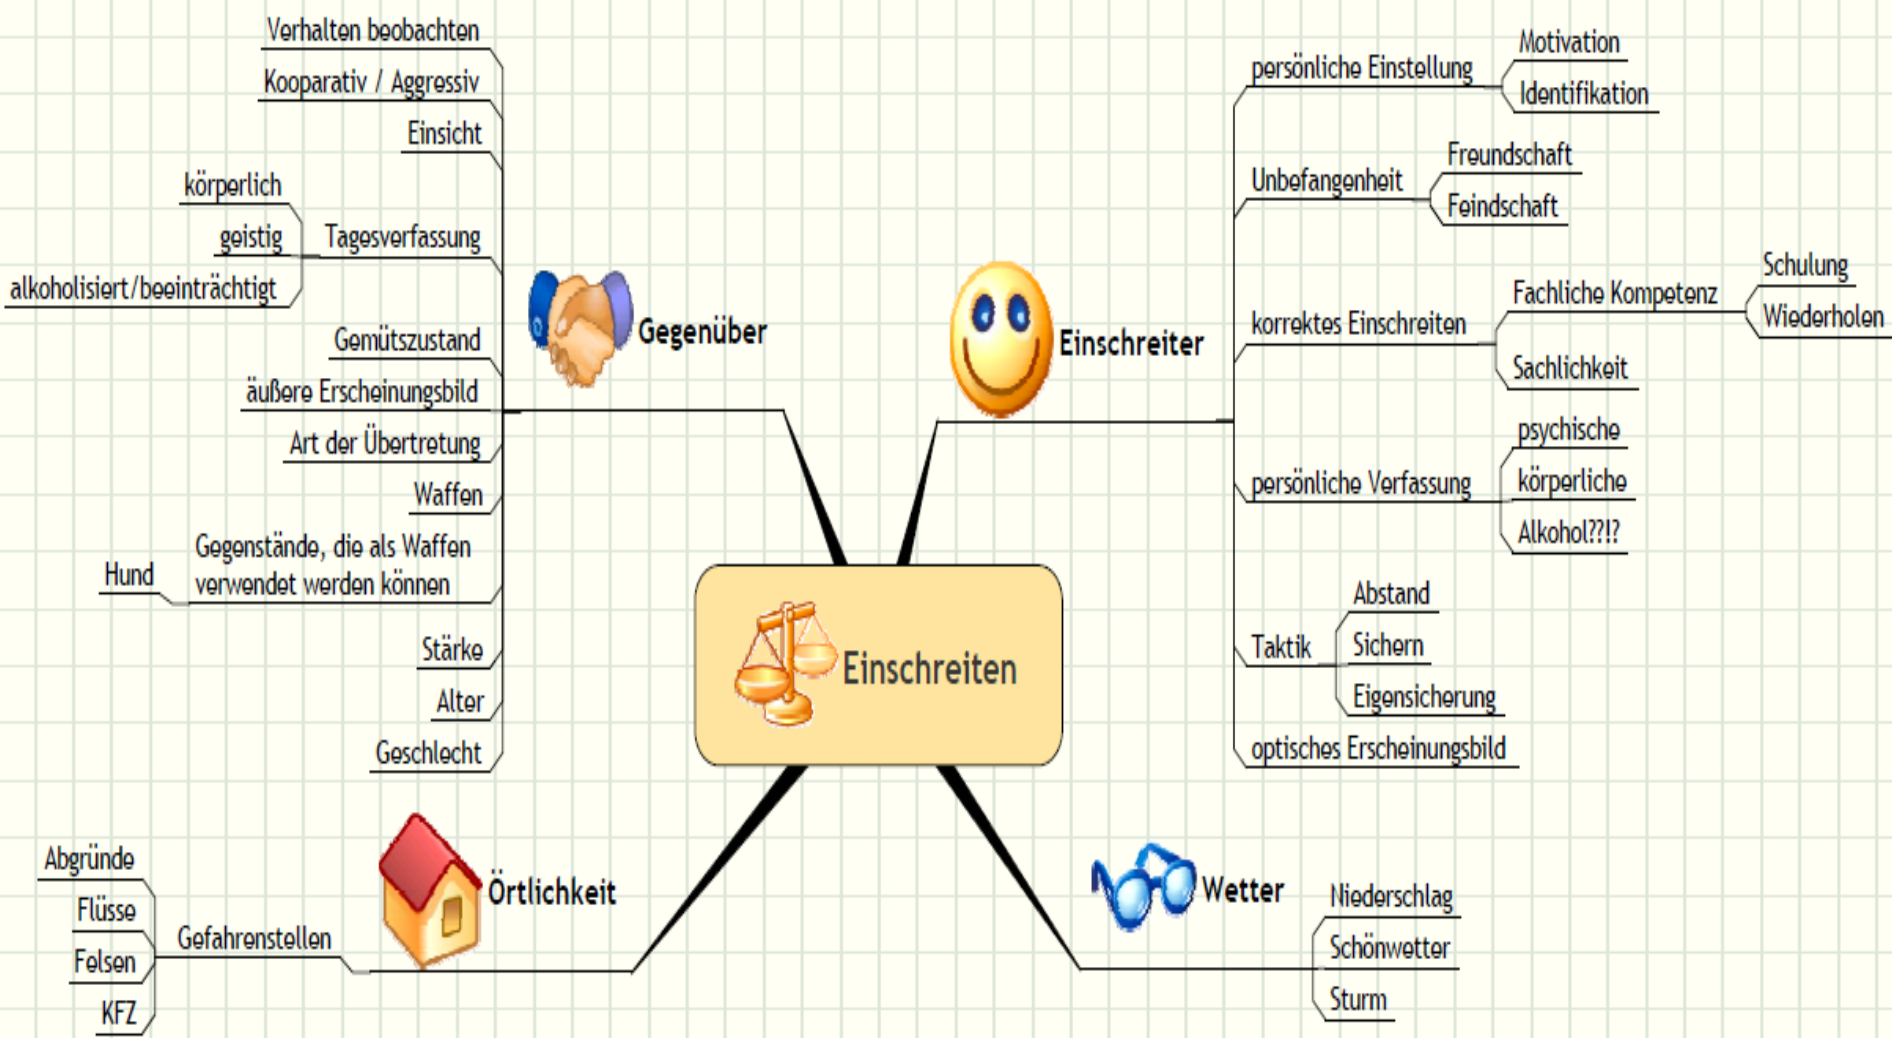 Einschreiten
Gegenüber
Verhalten beobachten
Kooperativ / Aggressiv
Einsicht
Tagesverfassung
körperlich
geistig
alkoholisiert/beeinträchtigt
Gemütszustand
äußere Erscheinungsbild
Art der Übertretung
Waffen
Gegenstände, die als Waffen
verwendet werden können
Hund
Stärke
Alter
Geschlecht
Einschreiter
persönliche Einstellung
Motivation
Identifikation
Unbefangenheit
Freundschaft
Feindschaft
korrektes Einschreiten
Fachliche Kompetenz
Schulung
Wiederholen
Sachlichkeit
persönliche Verfassung
psychische
körperliche
Alkohol??!?
Taktik
Abstand
Sichern
Eigensicherung
optisches Erscheinungsbild
Örtlichkeit
Gefahrenstellen
Abgründe
Flüsse
Felsen
KFZ
Wetter
Niederschlag
Schönwetter
Sturm